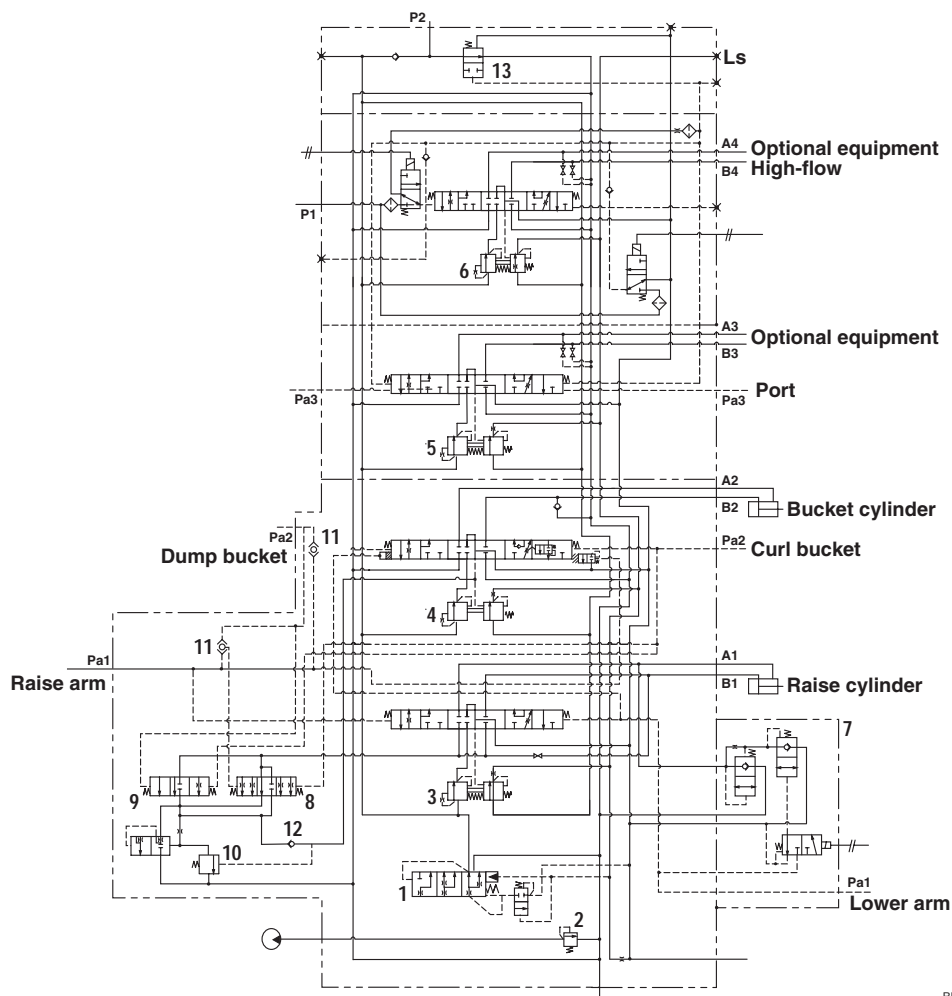 P2
13
Ls
A4
Optional equipment
B4
High-flow
P1
6
A3
Optional equipment
B3
Pa3
Pa3
Port
5
A2
B2
Bucket cylinder
Pa2
11
Pa2
Dump bucket
Curl bucket
4
11
Pa1
Raise arm
A1
B1
Raise cylinder
7
9
8
3
12
10
1
Pa1
Lower arm
2